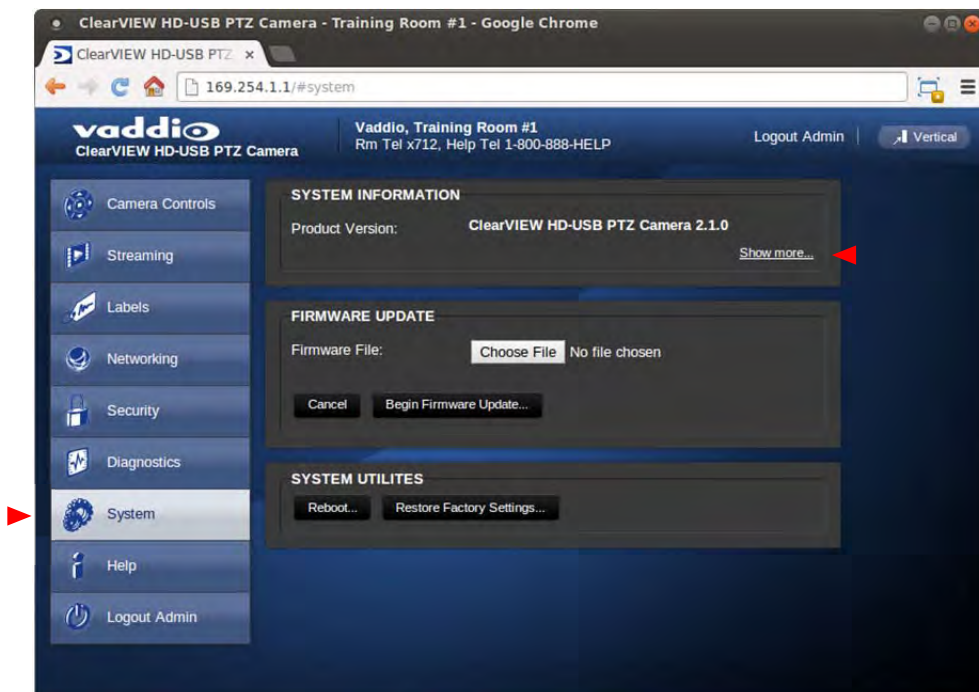 ClearVIEW HD-USB PTZ Camera - Training Room #1 - Google Chrome
ClearVIEW HD-USB PTZ
169.254.1.1/#system
vaddio
ClearVIEW HD-USB PTZ Camera
Vaddio, Training Room #1
Rm Tel x712, Help Tel 1-800-888-HELP
Logout Admin
Vertical
Camera Controls
Streaming
Labels
Networking
Security
Diagnostics
System
Help
Logout Admin
SYSTEM INFORMATION
Product Version: ClearVIEW HD-USB PTZ Camera 2.1.0
Show more...
FIRMWARE UPDATE
Firmware File: Choose File No file chosen
Cancel Begin Firmware Update...
SYSTEM UTILITES
Reboot... Restore Factory Settings...